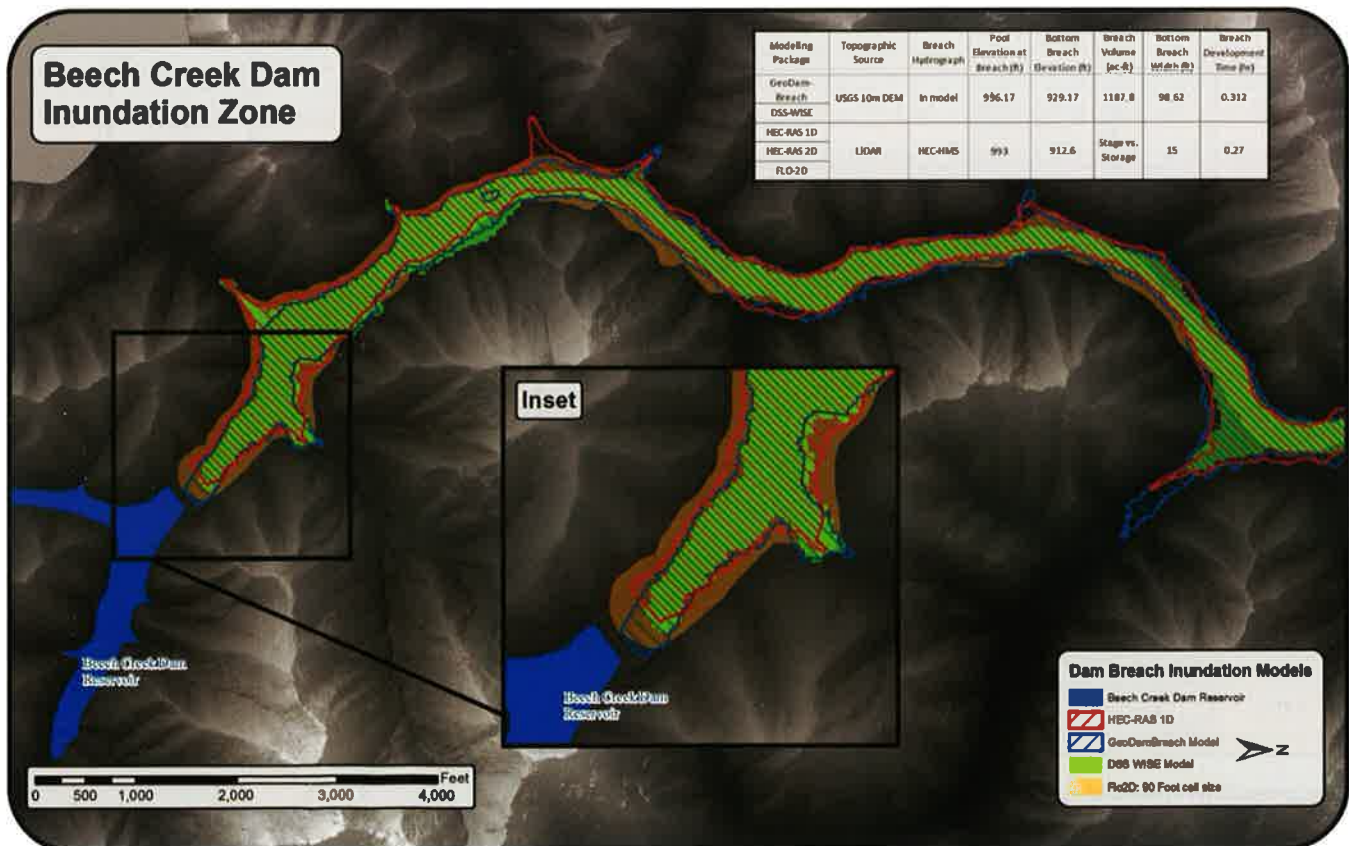 Beech Creek Dam
Inundation Zone
Modeling Package Topographic Source Breach Hydrograph Pool Elevation at Breach (ft) Bottom Breach Elevation (ft) Breach Volume (ac-ft) Bottom Breach Width (ft) Breach Development Time (hr)
GeoDam-Breach USGS 10m DEM In model 996.17 929.17 1187.8 98.62 0.312
DSS-WISE
HEC-RAS 1D
HEC-RAS 2D LiDAR HEC-HMS 993 912.6 Stage vs. Storage 15 0.27
FLO-2D
Inset
Beech Creek Dam
Reservoir
Beech Creek Dam
Reservoir
Dam Breach Inundation Models
Beech Creek Dam Reservoir
HEC-RAS 1D
GeoDamBreach Model
N
DSS WISE Model
Flo2D: 90 Foot cell size
Feet
0 500 1,000 2,000 3,000 4,000